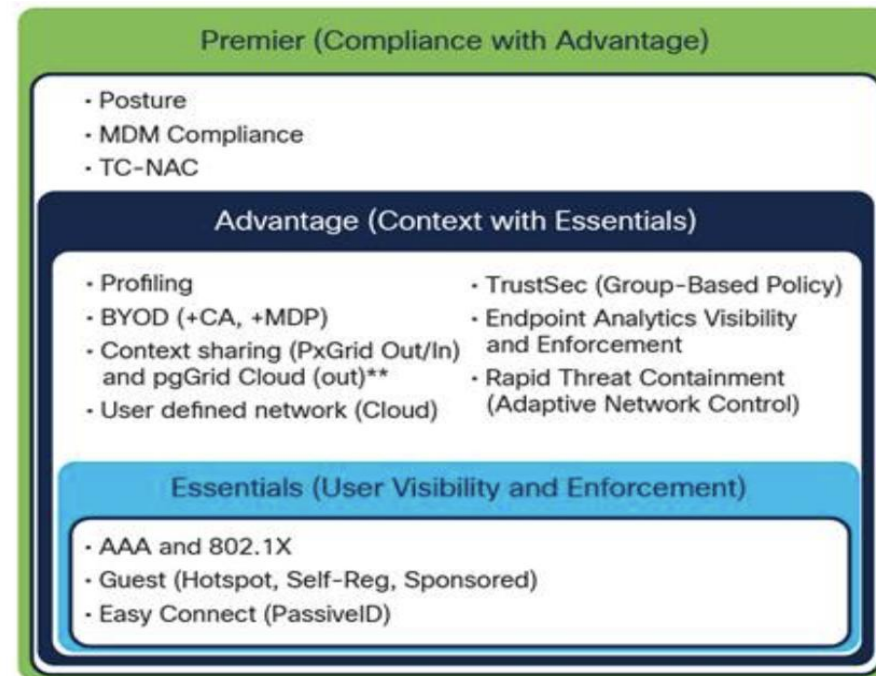 Premier (Compliance with Advantage)
· Posture
· MDM Compliance
· TC-NAC
Advantage (Context with Essentials)
· Profiling
· BYOD (+CA, +MDP)
· Context sharing (PxGrid Out/In)
and pgGrid Cloud (out)**
· User defined network (Cloud)
· TrustSec (Group-Based Policy)
· Endpoint Analytics Visibility
and Enforcement
· Rapid Threat Containment
(Adaptive Network Control)
Essentials (User Visibility and Enforcement)
· AAA and 802.1X
· Guest (Hotspot, Self-Reg, Sponsored)
· Easy Connect (PassiveID)